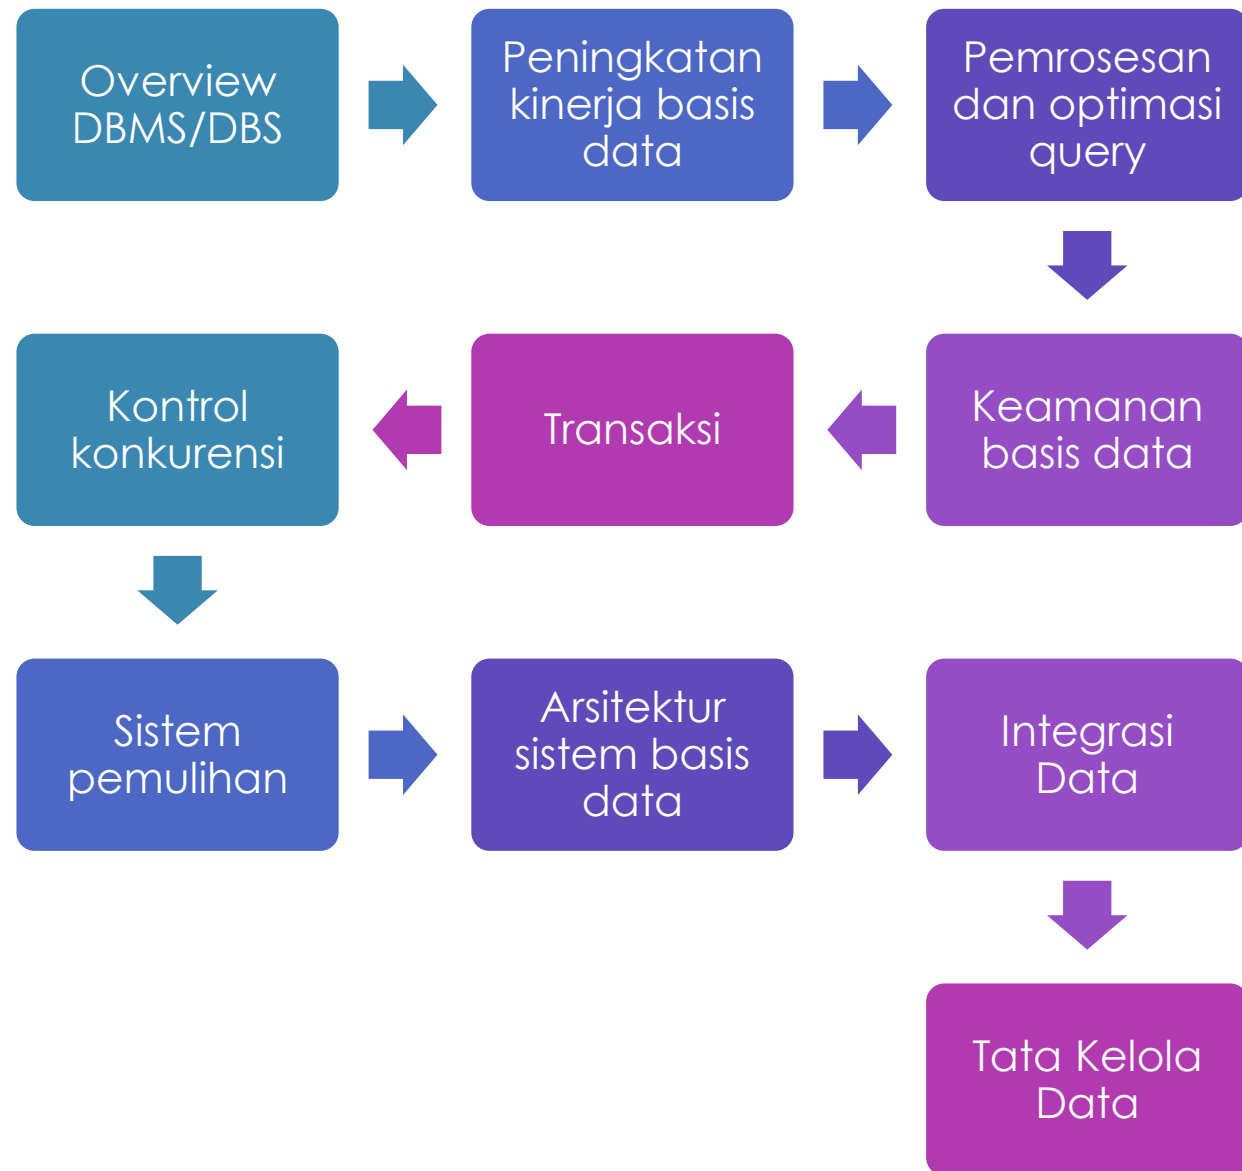 Overview
DBMS/DBS
Peningkatan
kinerja basis
data
Pemrosesan
dan optimasi
query
Keamanan
basis data
Transaksi
Kontrol
konkurensi
Sistem
pemulihan
Arsitektur
sistem basis
data
Integrasi
Data
Tata Kelola
Data